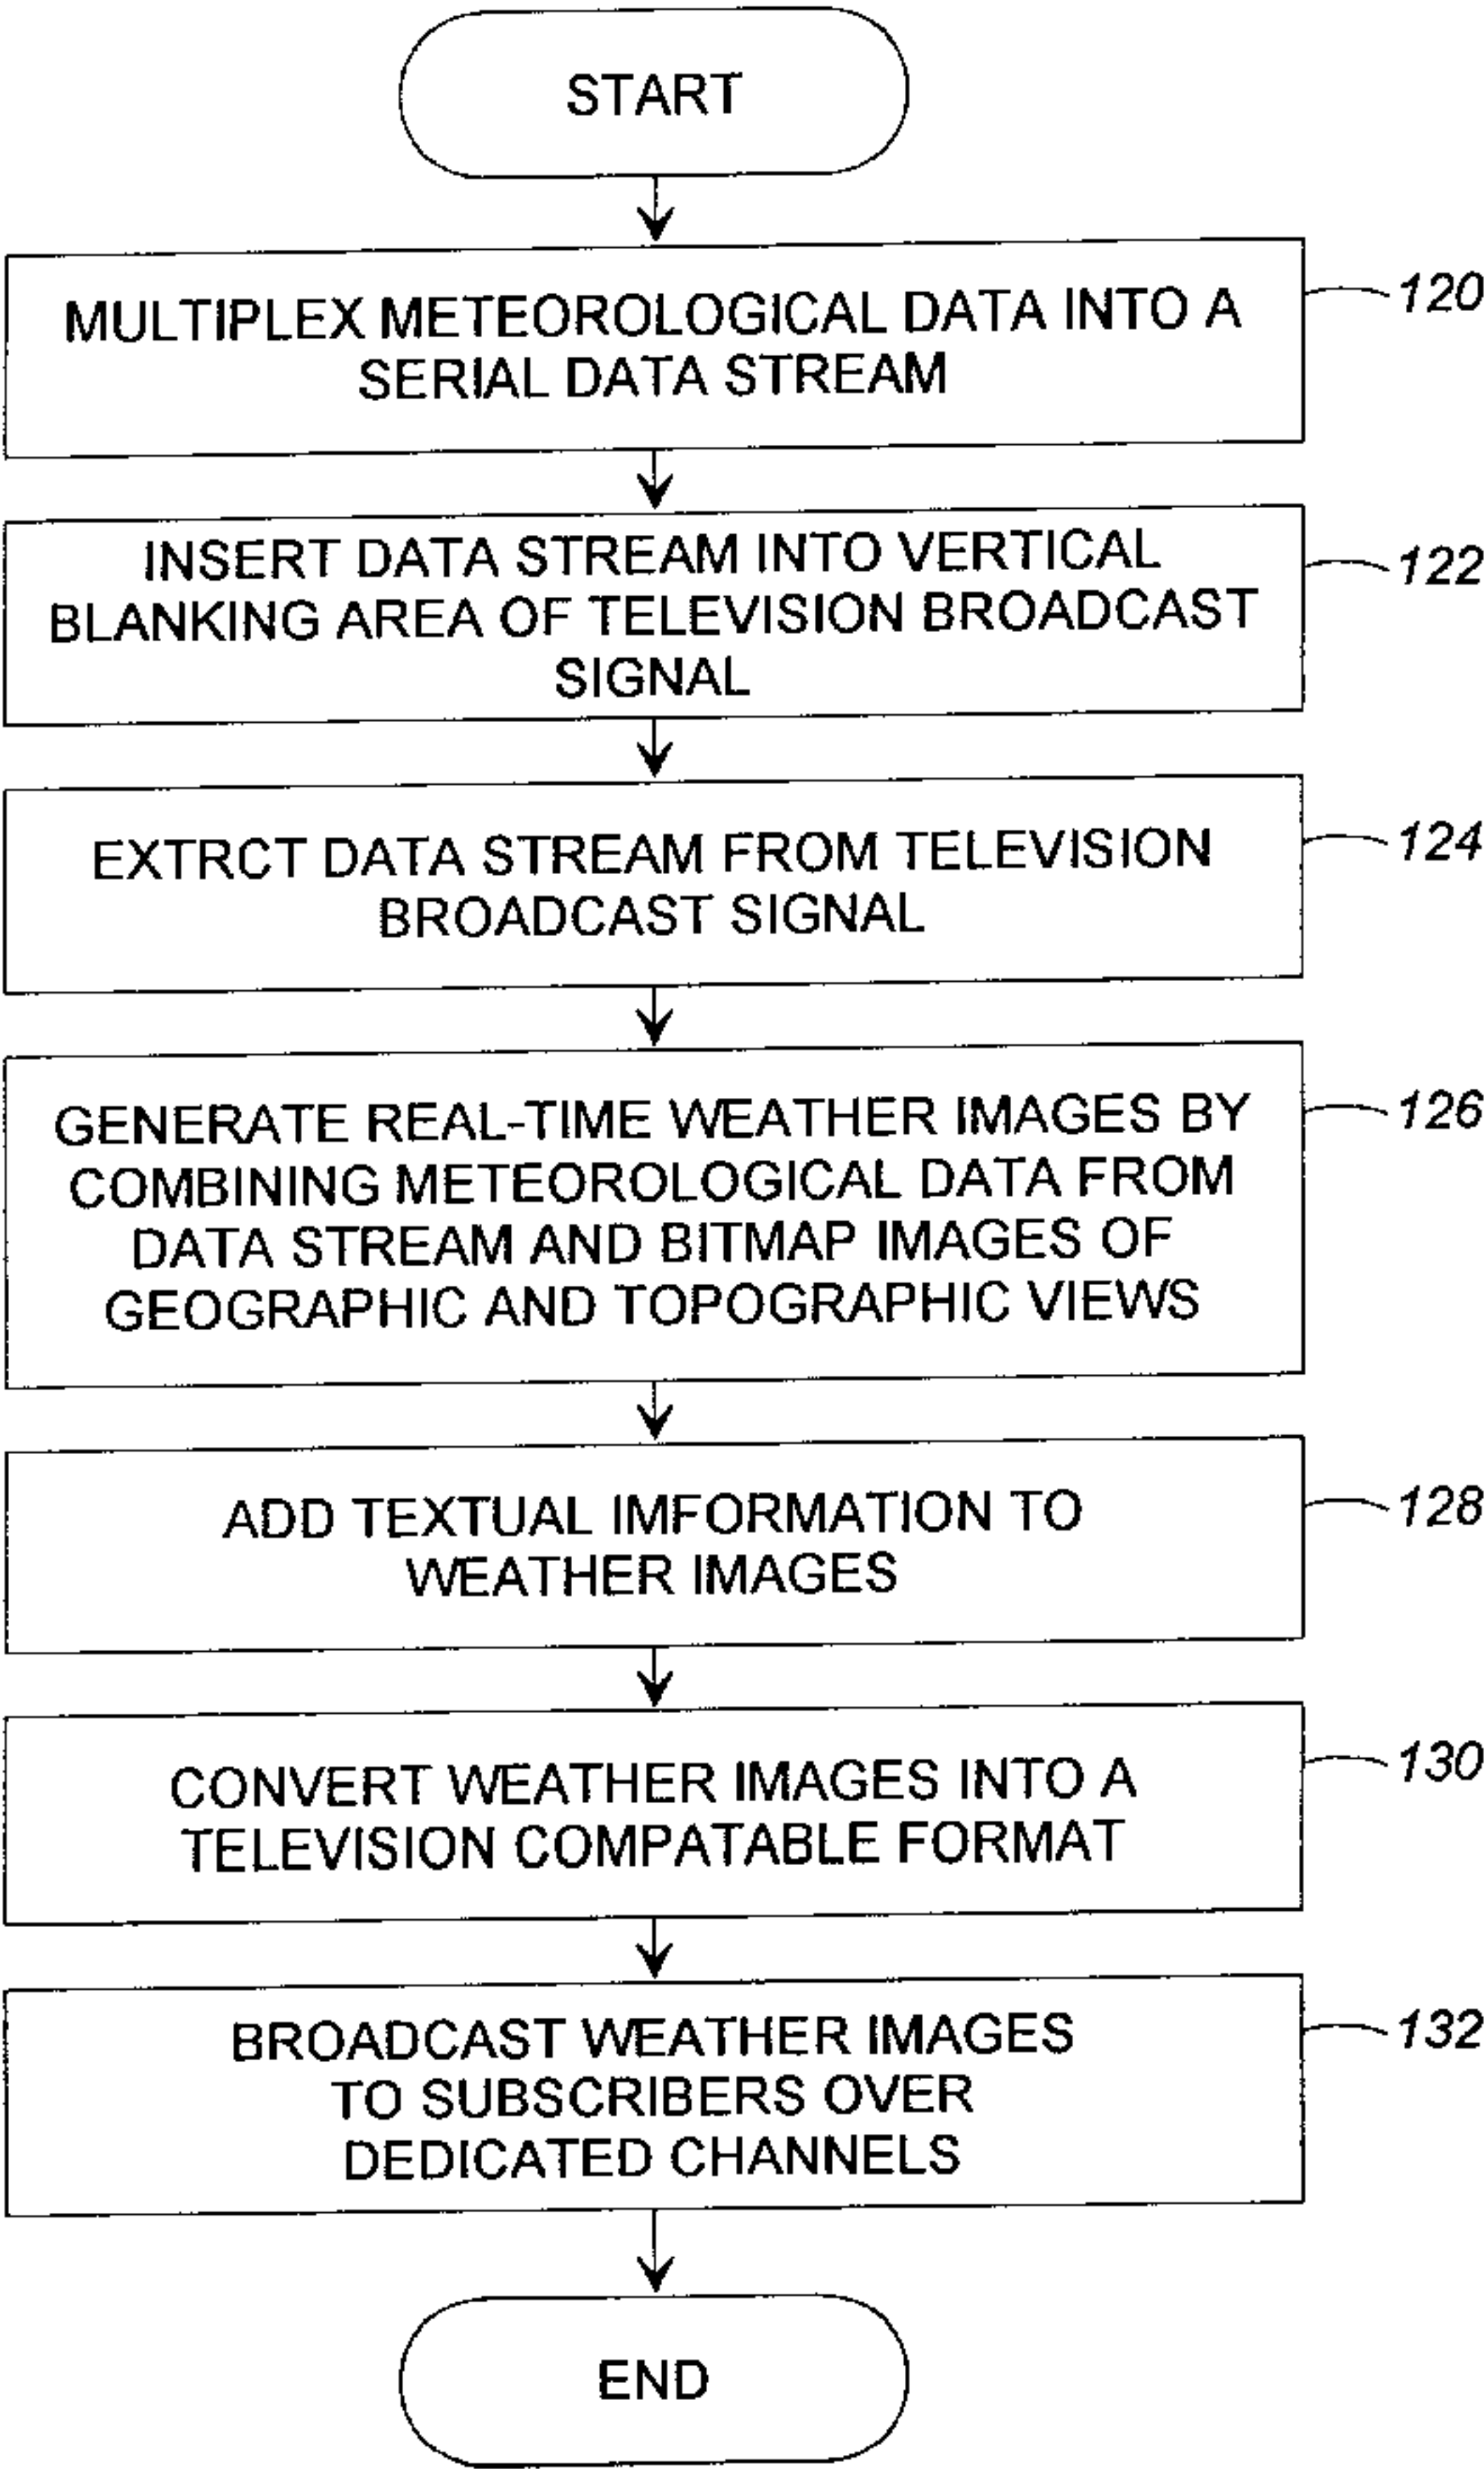 START
MULTIPLEX METEOROLOGICAL DATA INTO A
SERIAL DATA STREAM
120
INSERT DATA STREAM INTO VERTICAL
BLANKING AREA OF TELEVISION BROADCAST
SIGNAL
122
EXTRCT DATA STREAM FROM TELEVISION
BROADCAST SIGNAL
124
GENERATE REAL-TIME WEATHER IMAGES BY
COMBINING METEOROLOGICAL DATA FROM
DATA STREAM AND BITMAP IMAGES OF
GEOGRAPHIC AND TOPOGRAPHIC VIEWS
126
ADD TEXTUAL IMFORMATION TO
WEATHER IMAGES
128
CONVERT WEATHER IMAGES INTO A
TELEVISION COMPATABLE FORMAT
130
BROADCAST WEATHER IMAGES
TO SUBSCRIBERS OVER
DEDICATED CHANNELS
132
END